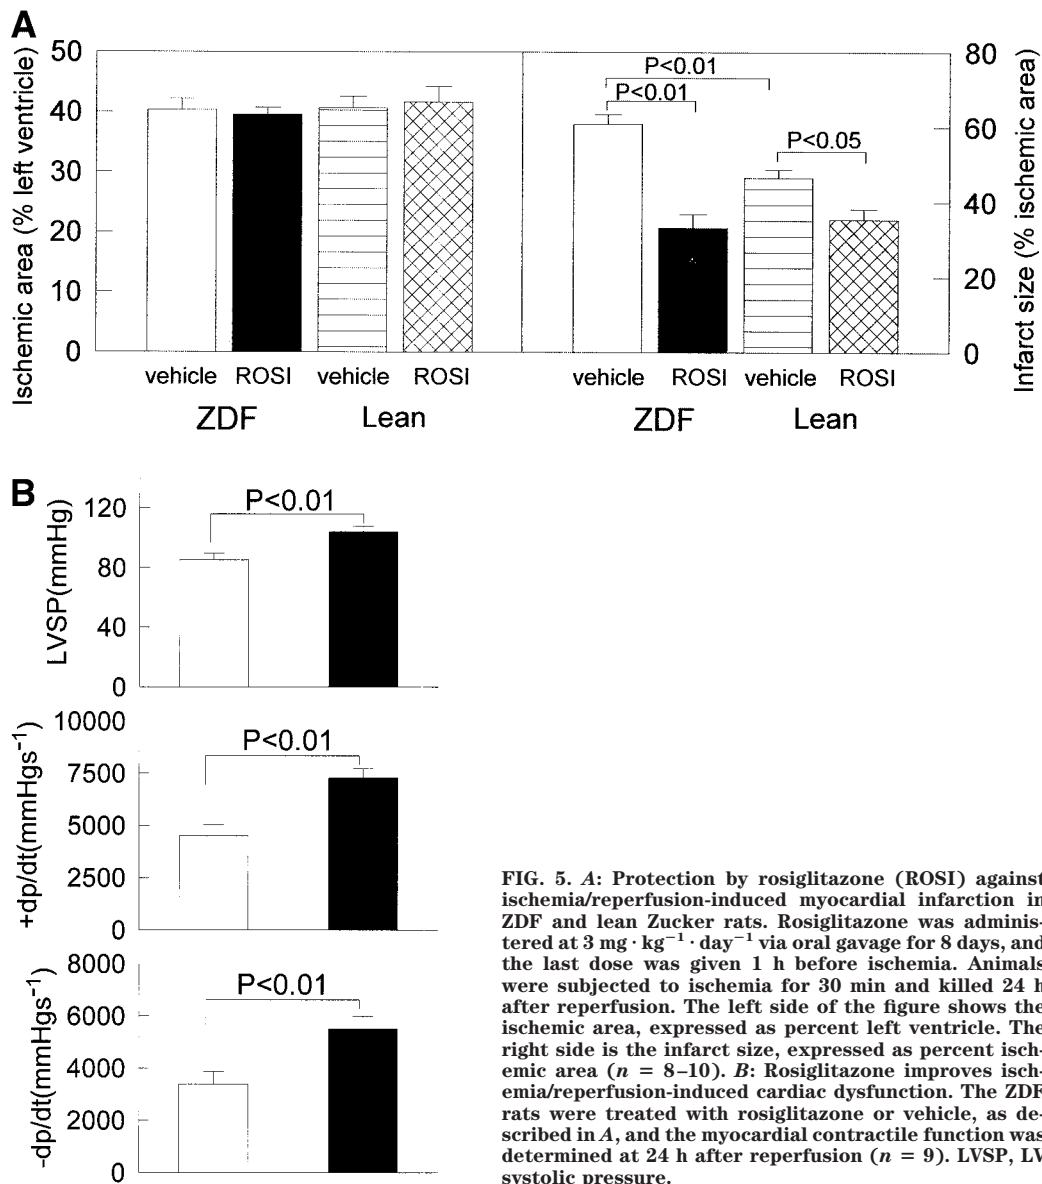 A
Ischemic area (% left ventricle)
50
40
30
20
10
0
P<0.01
P<0.01
P<0.05
80
60
40
20
0
Infarct size (% ischemic area)
vehicle ROSI vehicle ROSI
vehicle ROSI vehicle ROSI
ZDF Lean
ZDF Lean
B
LVSP(mmHg)
120
80
40
0
P<0.01
+dp/dt(mmHgs⁻¹)
10000
7500
5000
2500
0
P<0.01
-dp/dt(mmHgs⁻¹)
8000
6000
4000
2000
0
P<0.01
FIG. 5. A: Protection by rosiglitazone (ROSI) against
ischemia/reperfusion-induced myocardial infarction in
ZDF and lean Zucker rats. Rosiglitazone was adminis-
tered at 3 mg · kg⁻¹ · day⁻¹ via oral gavage for 8 days, and
the last dose was given 1 h before ischemia. Animals
were subjected to ischemia for 30 min and killed 24 h
after reperfusion. The left side of the figure shows the
ischemic area, expressed as percent left ventricle. The
right side is the infarct size, expressed as percent isch-
emic area (n = 8–10). B: Rosiglitazone improves isch-
emia/reperfusion-induced cardiac dysfunction. The ZDF
rats were treated with rosiglitazone or vehicle, as de-
scribed in A, and the myocardial contractile function was
determined at 24 h after reperfusion (n = 9). LVSP, LV
systolic pressure.